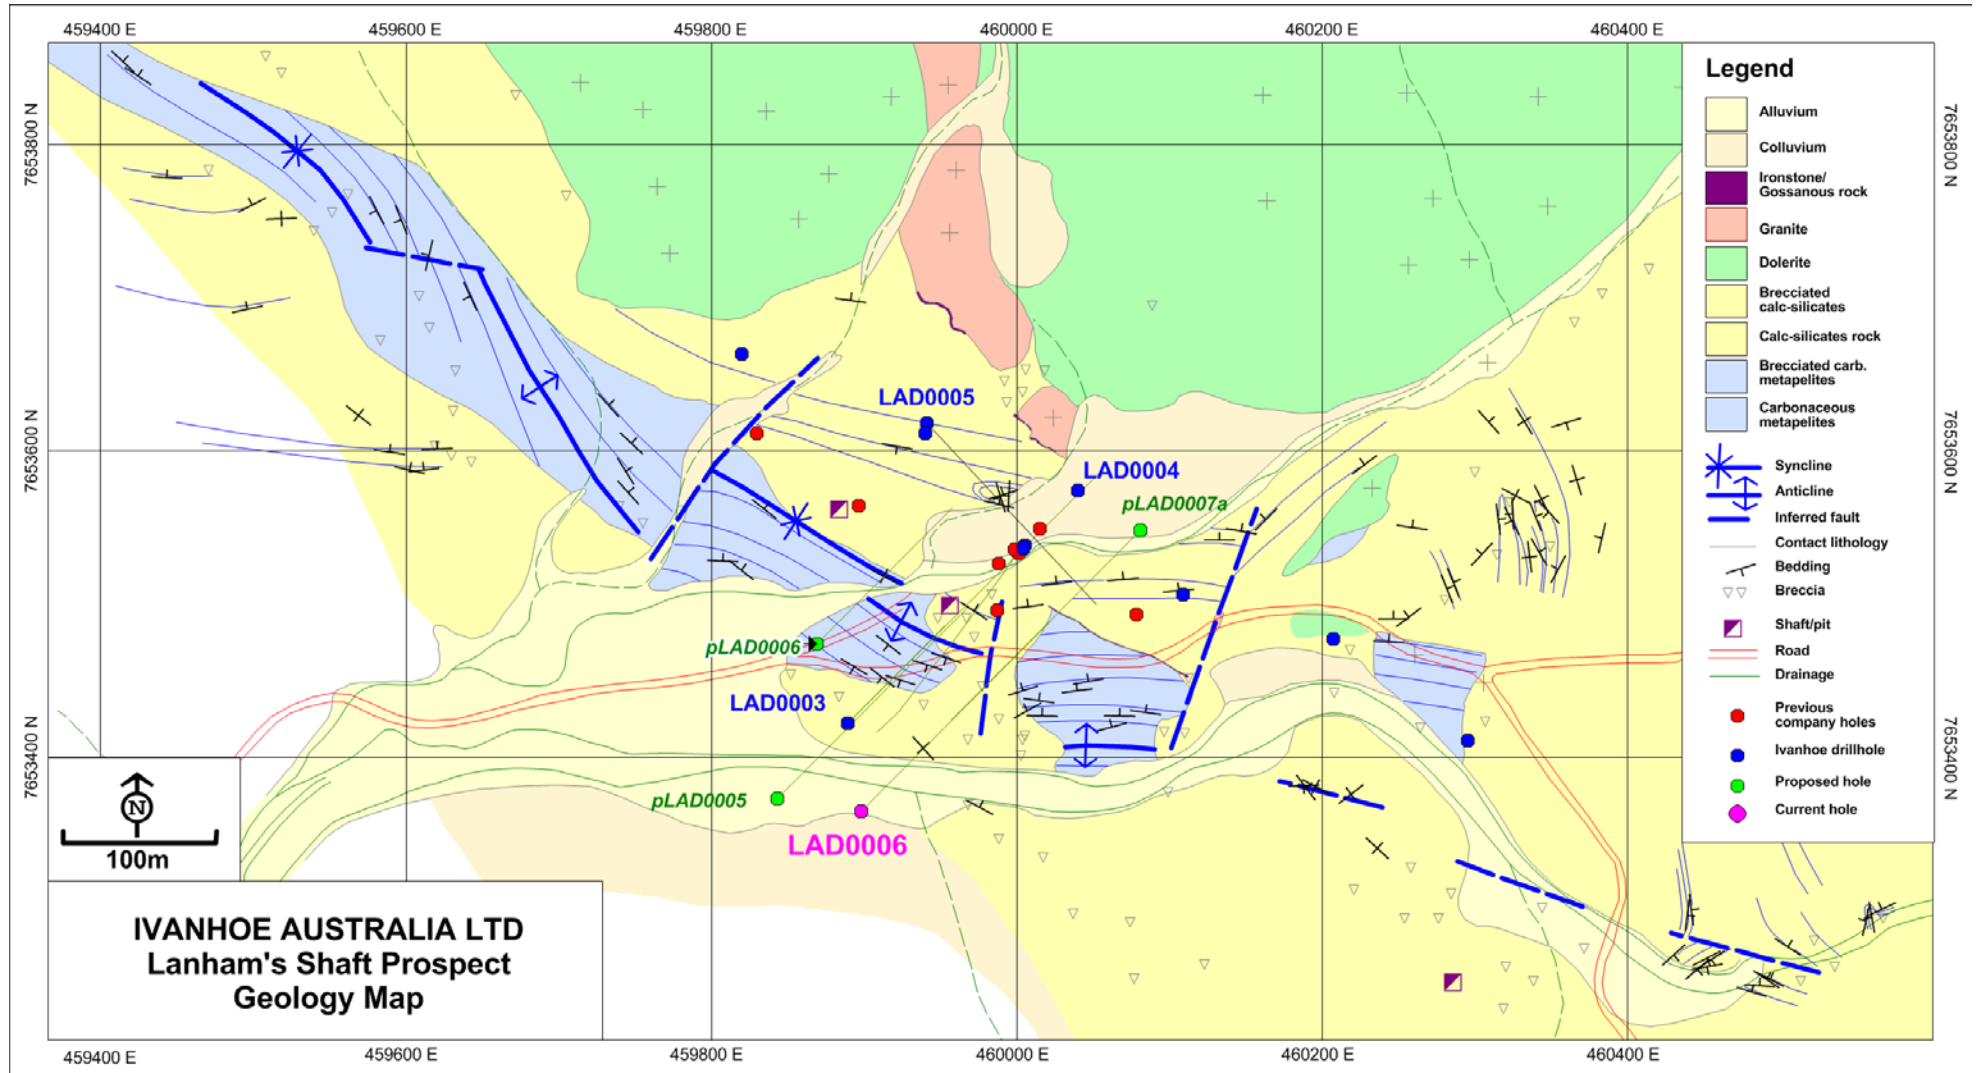 459400 E
459600 E
459800 E
460000 E
460200 E
460400 E
7653800 N
7653800 N
7653600 N
7653600 N
7653400 N
7653400 N
LAD0005
LAD0004
pLAD0007a
pLAD0006
LAD0003
pLAD0005
LAD0006
Legend
Alluvium
Colluvium
Ironstone/
Gossanous rock
Granite
Dolerite
Brecciated
calc-silicates
Calc-silicates rock
Brecciated carb.
metapelites
Carbonaceous
metapelites
Syncline
Anticline
Inferred fault
Contact lithology
Bedding
Breccia
Shaft/pit
Road
Drainage
Previous
company holes
Ivanhoe drillhole
Proposed hole
Current hole
N
100m
IVANHOE AUSTRALIA LTD
Lanham's Shaft Prospect
Geology Map
459400 E
459600 E
459800 E
460000 E
460200 E
460400 E